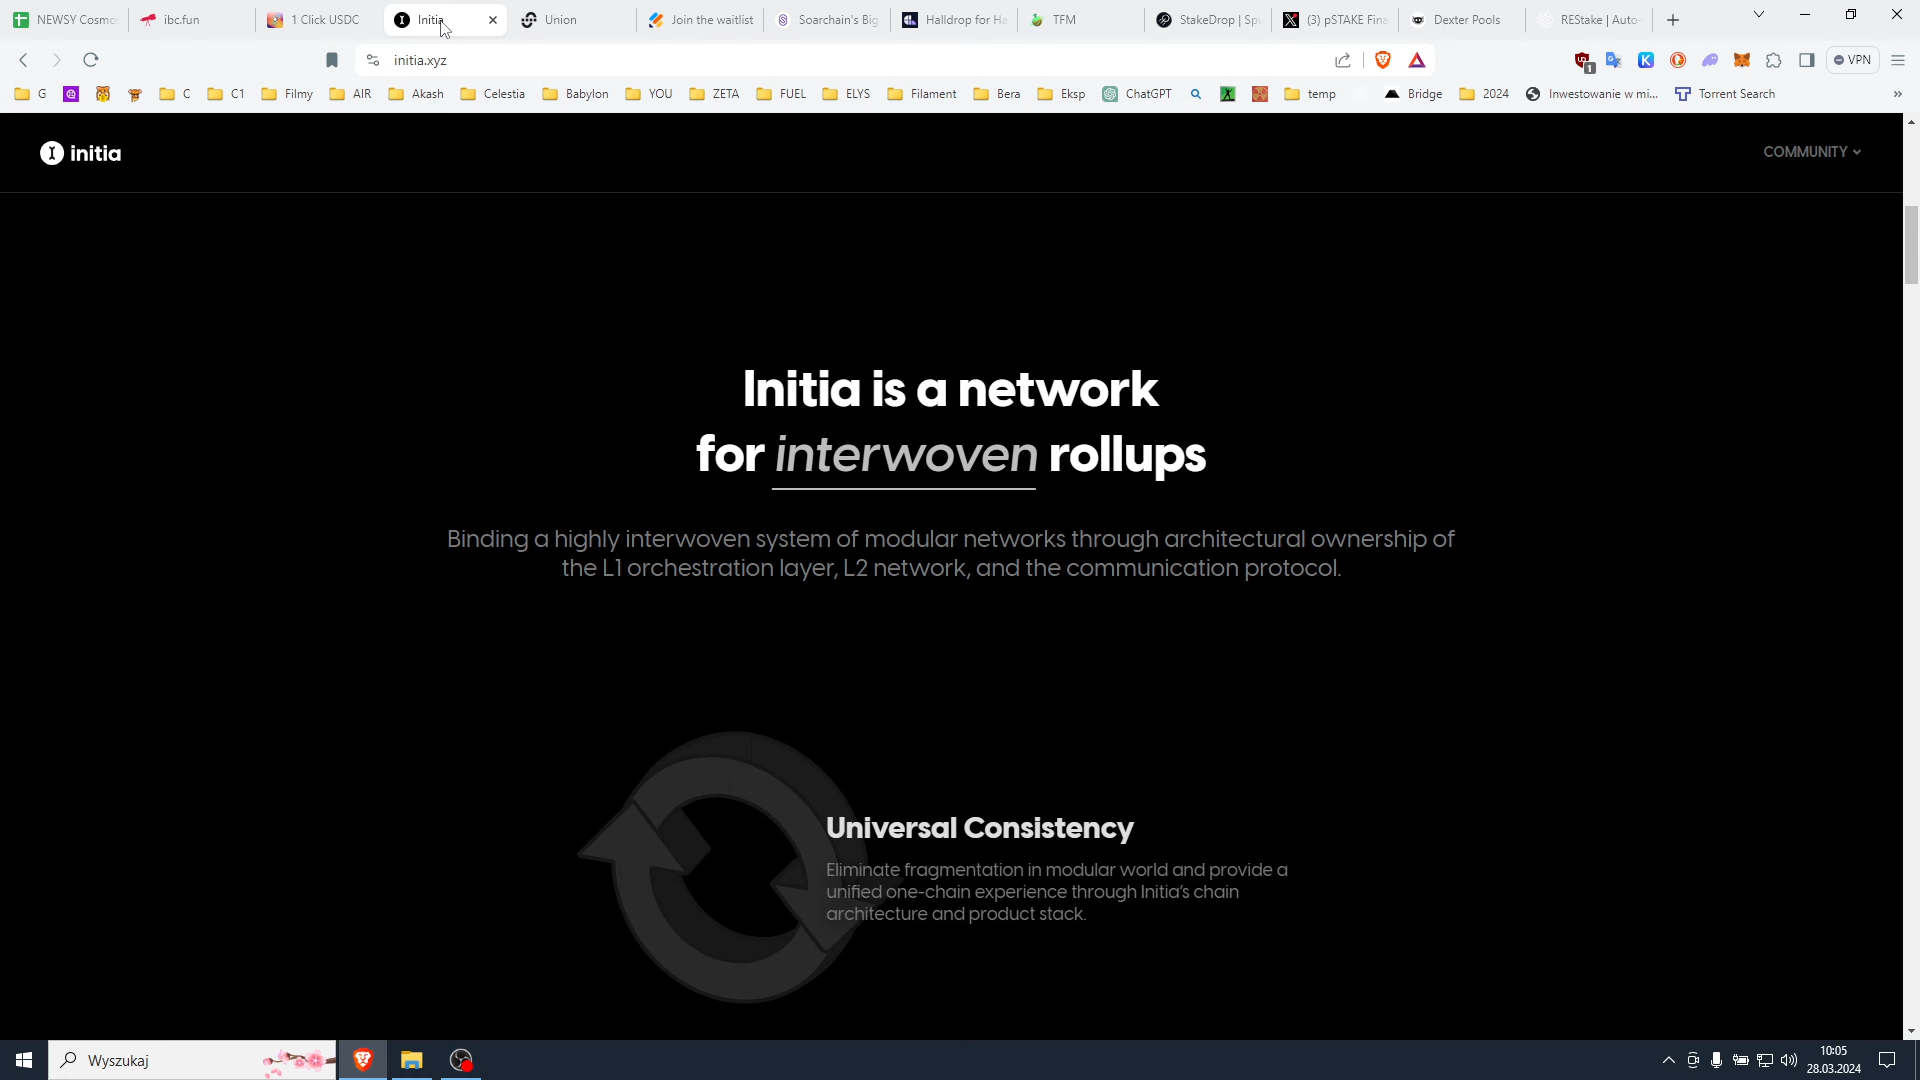 NEWSY Cosmo
ibc.fun
1 Click USDC
Initia
Union
Join the waitlist
Soarchain's Big
Halldrop for Ha
TFM
StakeDrop | Sp
(3) pSTAKE Fina
Dexter Pools
REStake | Auto-
initia.xyz
1
VPN
G
C
C1
Filmy
AIR
Akash
Celestia
Babylon
YOU
ZETA
FUEL
ELYS
Filament
Bera
Eksp
ChatGPT
temp
Bridge
2024
Inwestowanie w mi...
Torrent Search
initia
COMMUNITY
Initia is a network
for interwoven rollups
Binding a highly interwoven system of modular networks through architectural ownership of
the L1 orchestration layer, L2 network, and the communication protocol.
Universal Consistency
Eliminate fragmentation in modular world and provide a
unified one-chain experience through Initia's chain
architecture and product stack.
Wyszukaj
10:05
28.03.2024